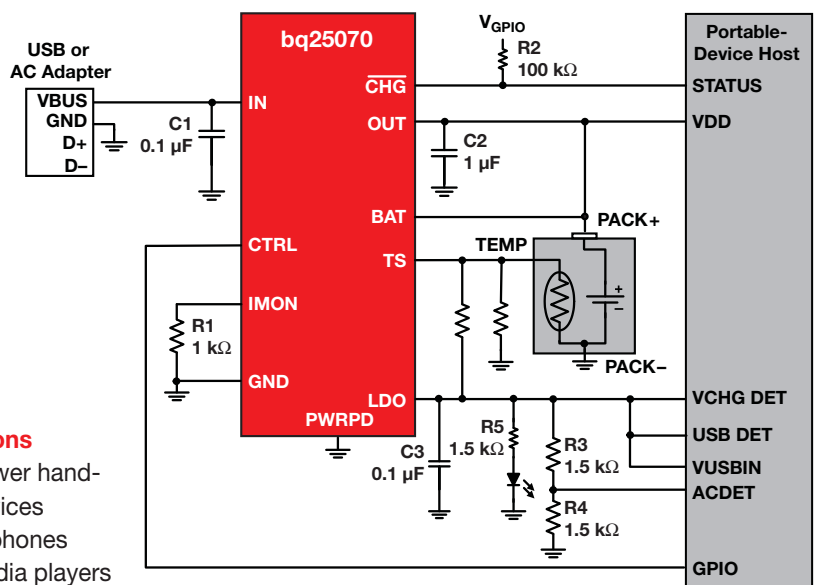 USB or
AC Adapter
VBUS
GND
D+
D–
C1
0.1 µF
bq25070
IN
CTRL
IMON
GND
PWRPD
CHG
OUT
BAT
TS
LDO
R1
1 kΩ
VGPIO
R2
100 kΩ
C2
1 µF
TEMP
PACK+
+
–
PACK–
C3
0.1 µF
R5
1.5 kΩ
R3
1.5 kΩ
R4
1.5 kΩ
Portable-
Device Host
STATUS
VDD
VCHG DET
USB DET
VUSBIN
ACDET
GPIO
ons
wer hand-
ices
phones
dia players